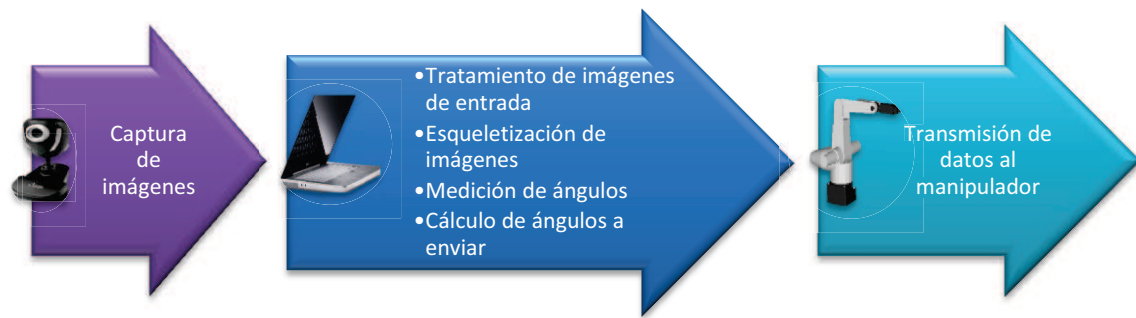 Captura
de
imágenes
•Tratamiento de imágenes
de entrada
•Esqueletización de
imágenes
•Medición de ángulos
•Cálculo de ángulos a
enviar
Transmisión de
datos al
manipulador